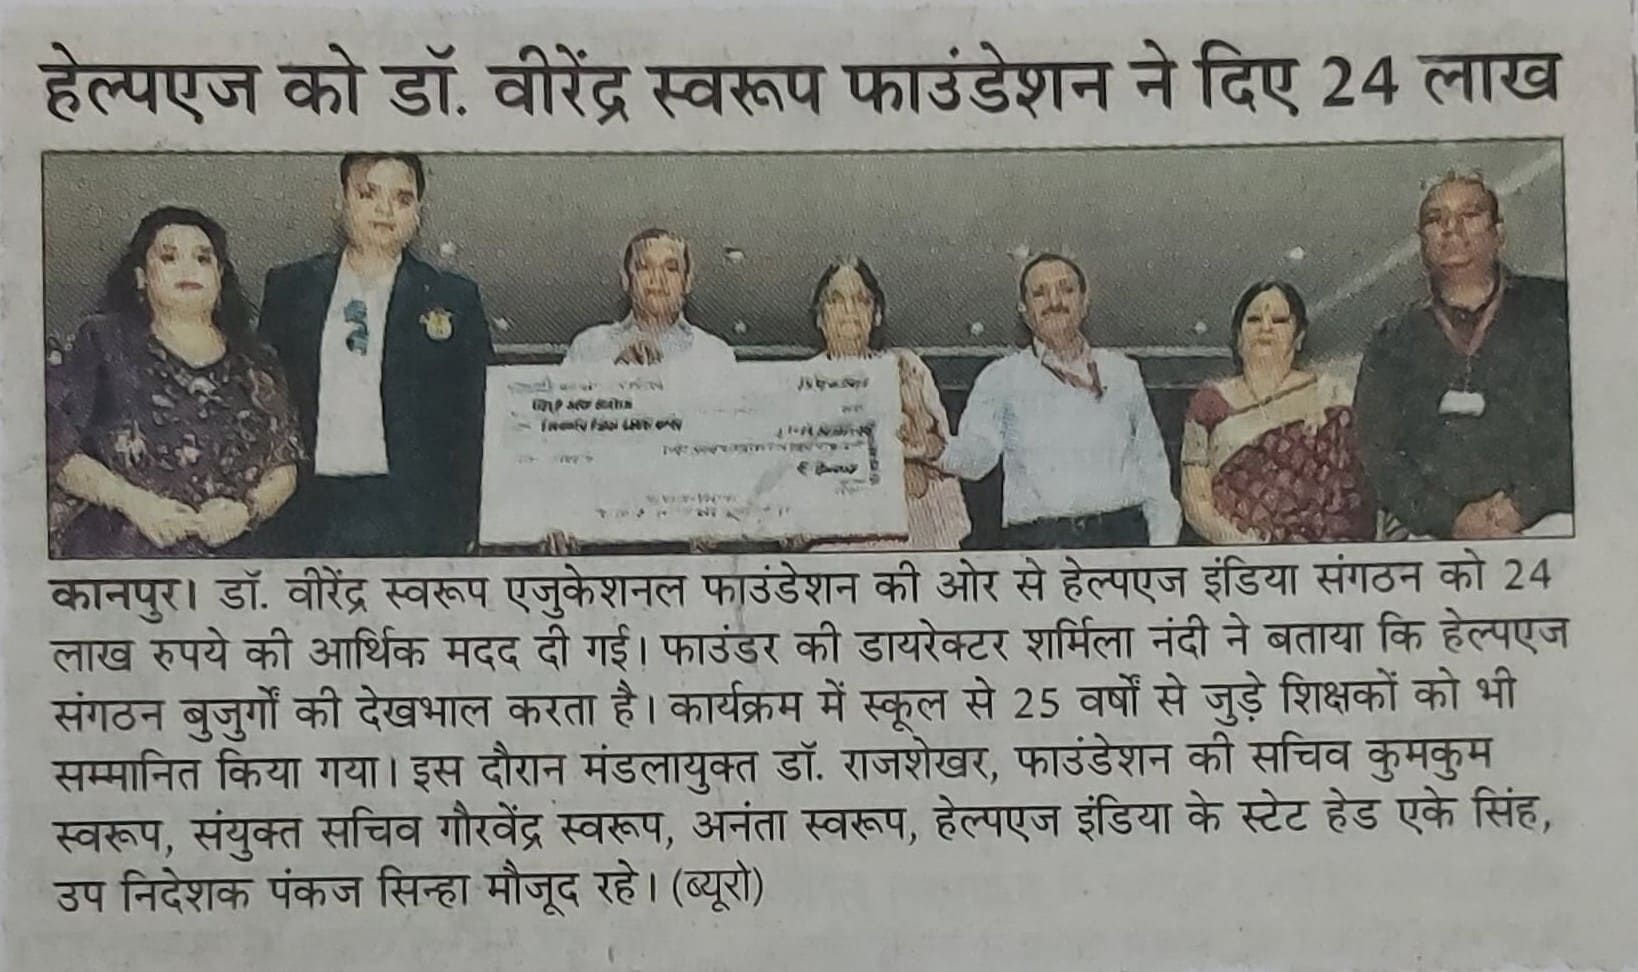 हेल्पएज को डॉ. वीरेंद्र स्वरूप फाउंडेशन ने दिए 24 लाख
कानपुर। डॉ. वीरेंद्र स्वरूप एजुकेशनल फाउंडेशन की ओर से हेल्पएज इंडिया संगठन को 24
लाख रुपये की आर्थिक मदद दी गई। फाउंडर की डायरेक्टर शर्मिला नंदी ने बताया कि हेल्पएज
संगठन बुजुर्गों की देखभाल करता है। कार्यक्रम में स्कूल से 25 वर्षों से जुड़े शिक्षकों को भी
सम्मानित किया गया। इस दौरान मंडलायुक्त डॉ. राजशेखर, फाउंडेशन की सचिव कुमकुम
स्वरूप, संयुक्त सचिव गौरवेंद्र स्वरूप, अनंता स्वरूप, हेल्पएज इंडिया के स्टेट हेड एके सिंह,
उप निदेशक पंकज सिन्हा मौजूद रहे। (ब्यूरो)